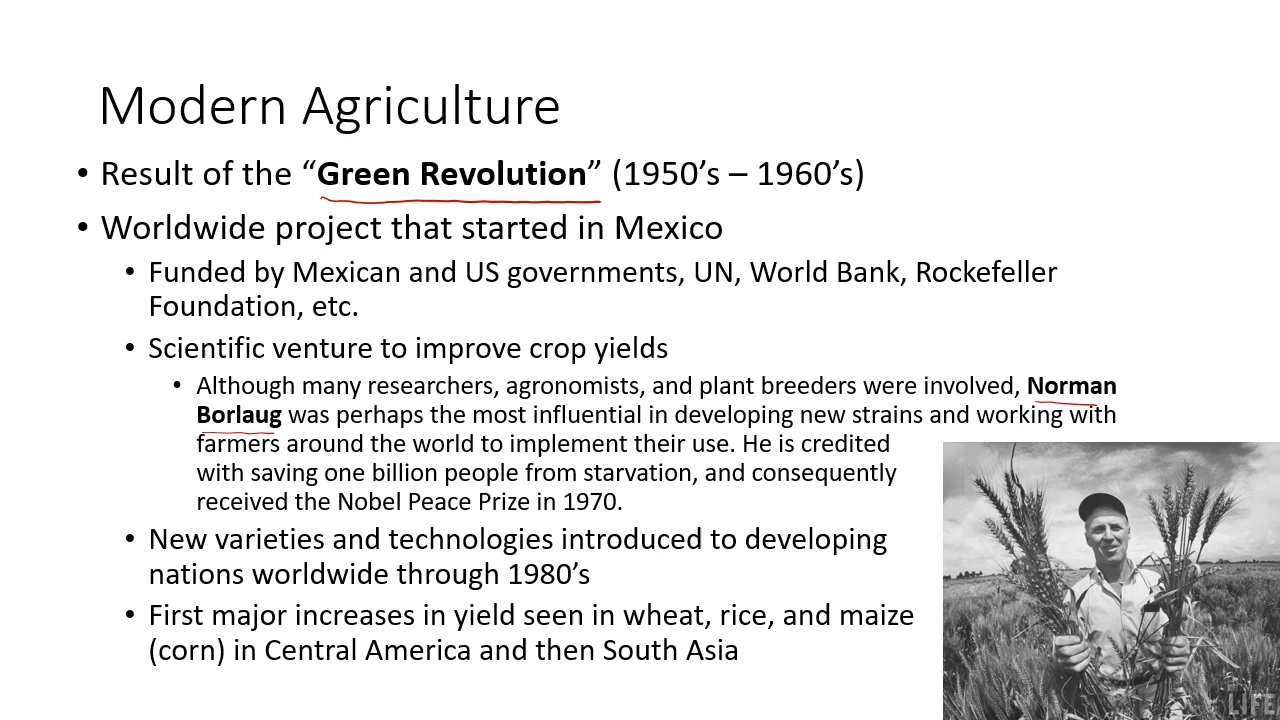 Modern Agriculture
• Result of the “Green Revolution” (1950’s – 1960’s)
• Worldwide project that started in Mexico
• Funded by Mexican and US governments, UN, World Bank, Rockefeller
Foundation, etc.
• Scientific venture to improve crop yields
• Although many researchers, agronomists, and plant breeders were involved, Norman
Borlaug was perhaps the most influential in developing new strains and working with
farmers around the world to implement their use. He is credited
with saving one billion people from starvation, and consequently
received the Nobel Peace Prize in 1970.
• New varieties and technologies introduced to developing
nations worldwide through 1980’s
• First major increases in yield seen in wheat, rice, and maize
(corn) in Central America and then South Asia
LIFE